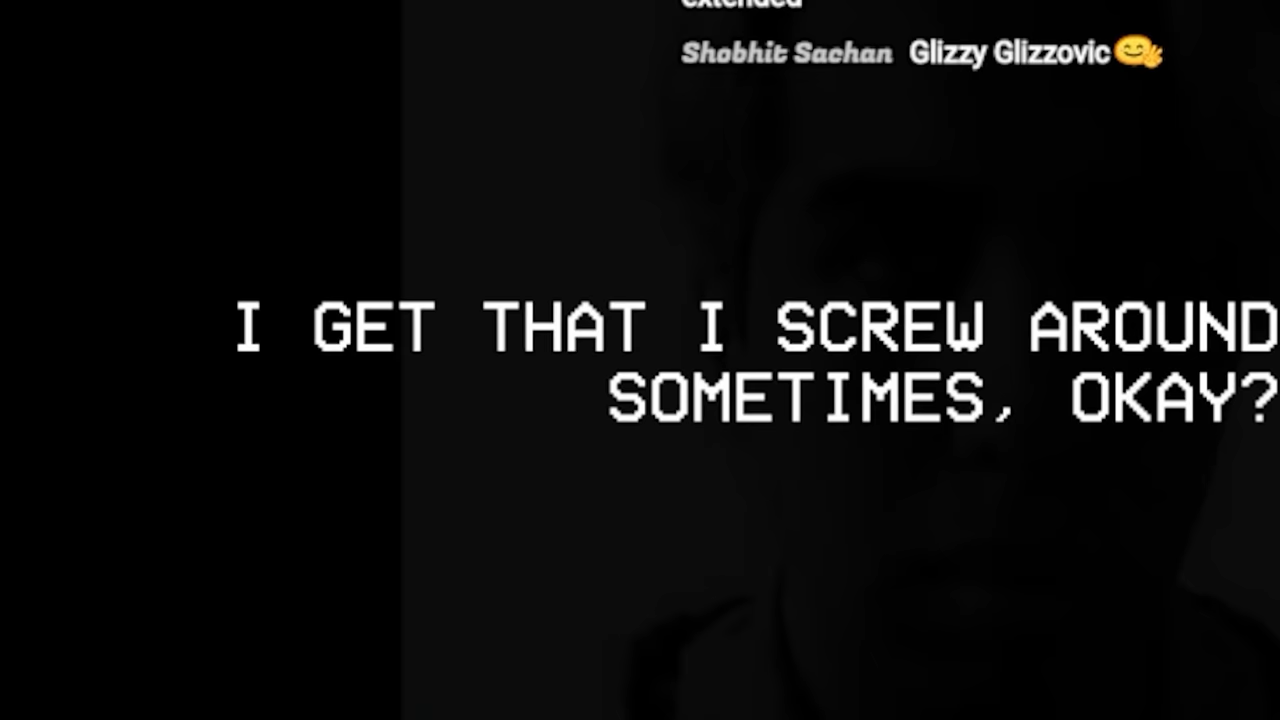 extended
Shobhit Sachan Glizzy Glizzovic🤗
I GET THAT I SCREW AROUND
SOMETIMES, OKAY?